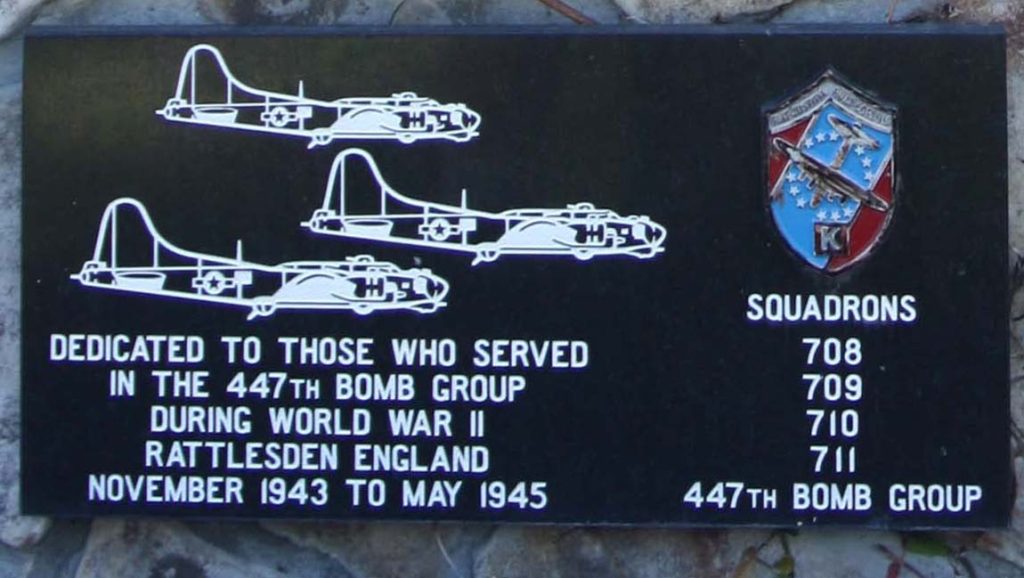 DEDICATED TO THOSE WHO SERVED
IN THE 447TH BOMB GROUP
DURING WORLD WAR II
RATTLESDEN ENGLAND
NOVEMBER 1943 TO MAY 1945
K
SQUADRONS
708
709
710
711
447TH BOMB GROUP